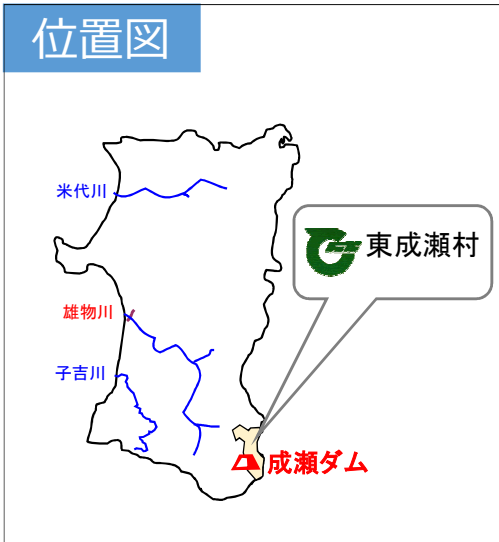 位置図
米代川
東成瀬村
雄物川
子吉川
成瀬ダム